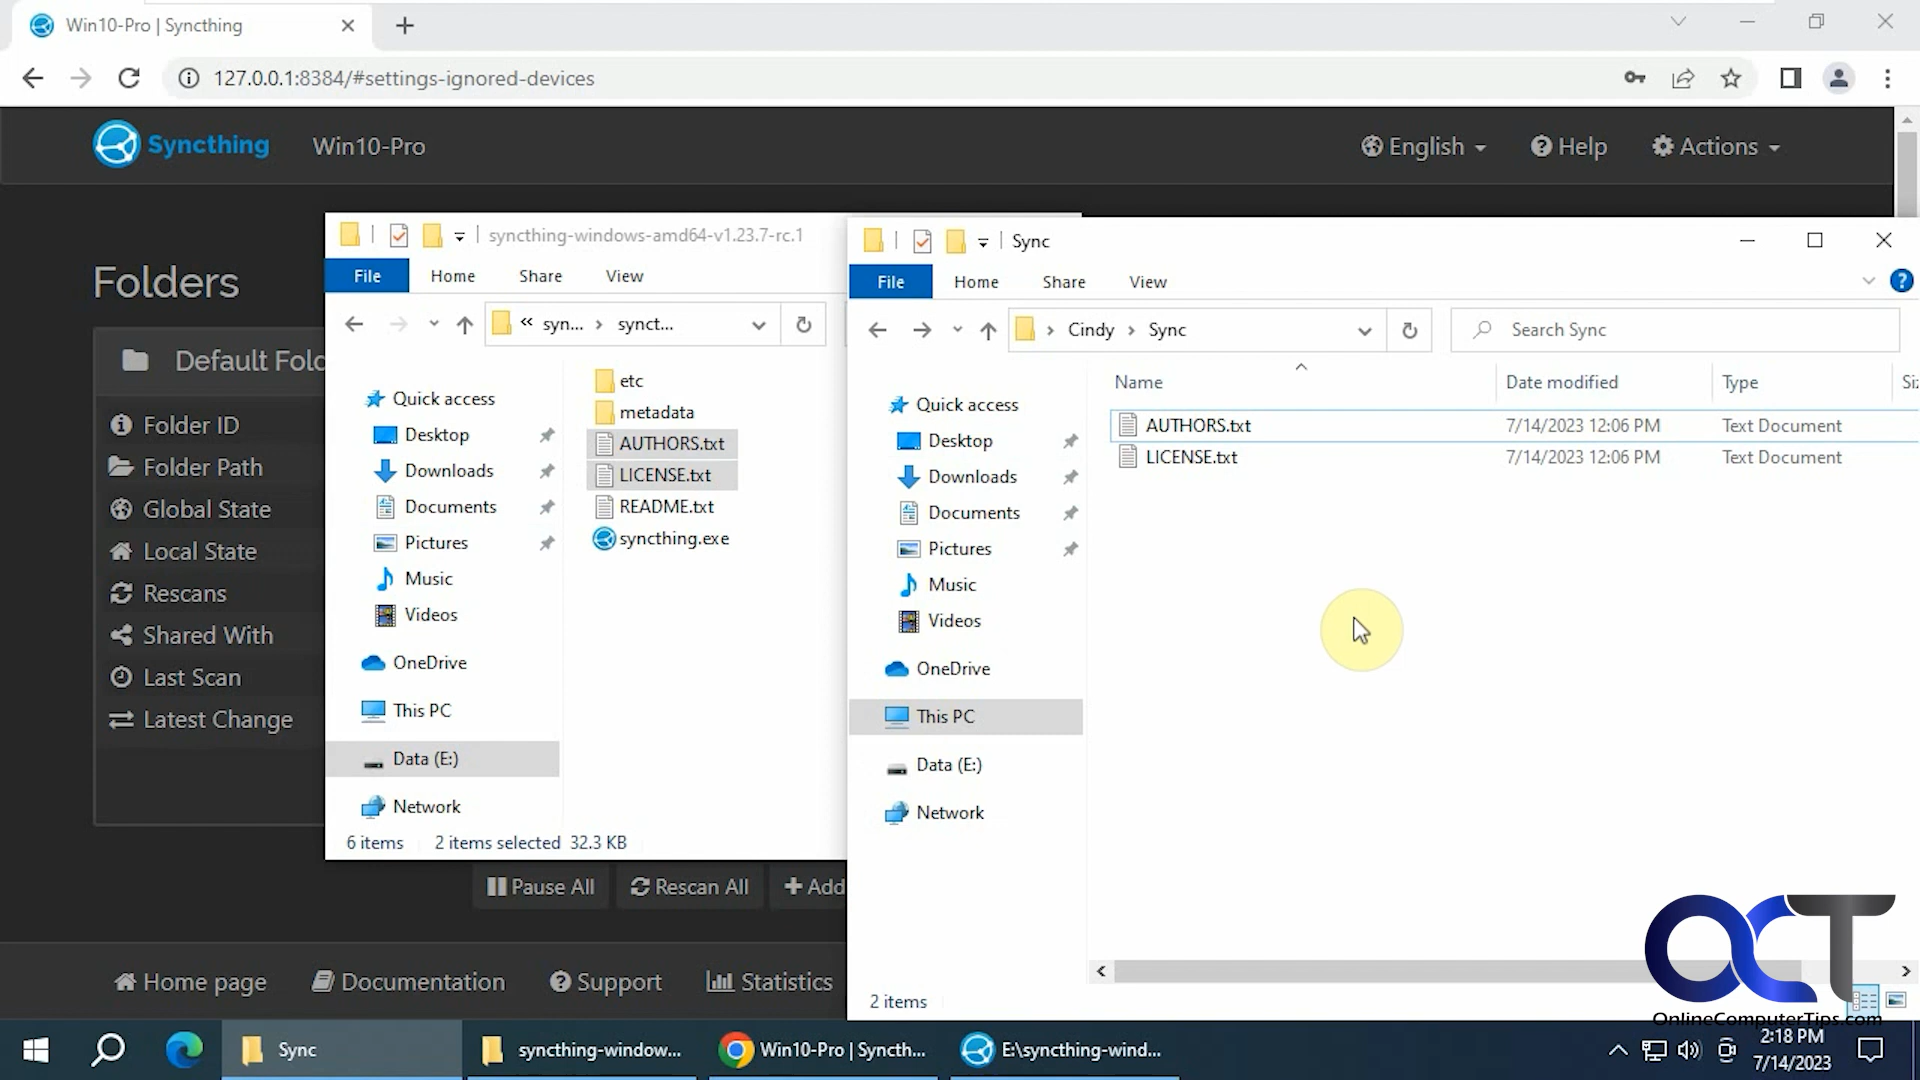 Win10-Pro | Syncthing
127.0.0.1:8384/#settings-ignored-devices
Syncthing
Win10-Pro
English
Help
Actions
Folders
Default Fol
Folder ID
Folder Path
Global State
Local State
Rescans
Shared With
Last Scan
Latest Change
syncthing-windows-amd64-v1.23.7-rc.1
File
Home
Share
View
« syn... › synct...
Quick access
Desktop
Downloads
Documents
Pictures
Music
Videos
OneDrive
This PC
Data (E:)
Network
etc
metadata
AUTHORS.txt
LICENSE.txt
README.txt
syncthing.exe
6 items
2 items selected 32.3 KB
Sync
File
Home
Share
View
› Cindy › Sync
Search Sync
Name
Date modified
Type
Si
Quick access
Desktop
Downloads
Documents
Pictures
Music
Videos
OneDrive
This PC
Data (E:)
Network
AUTHORS.txt 7/14/2023 12:06 PM Text Document
LICENSE.txt 7/14/2023 12:06 PM Text Document
2 items
Pause All
Rescan All
+ Add
Home page
Documentation
Support
Statistics
OCT
OnlineComputerTips.com
Sync
syncthing-window...
Win10-Pro | Syncth...
E:\syncthing-wind...
2:18 PM
7/14/2023